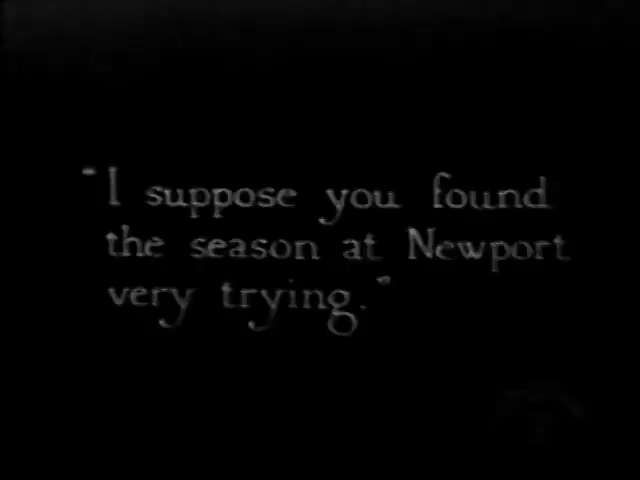 "I suppose you found
the season at Newport
very trying."